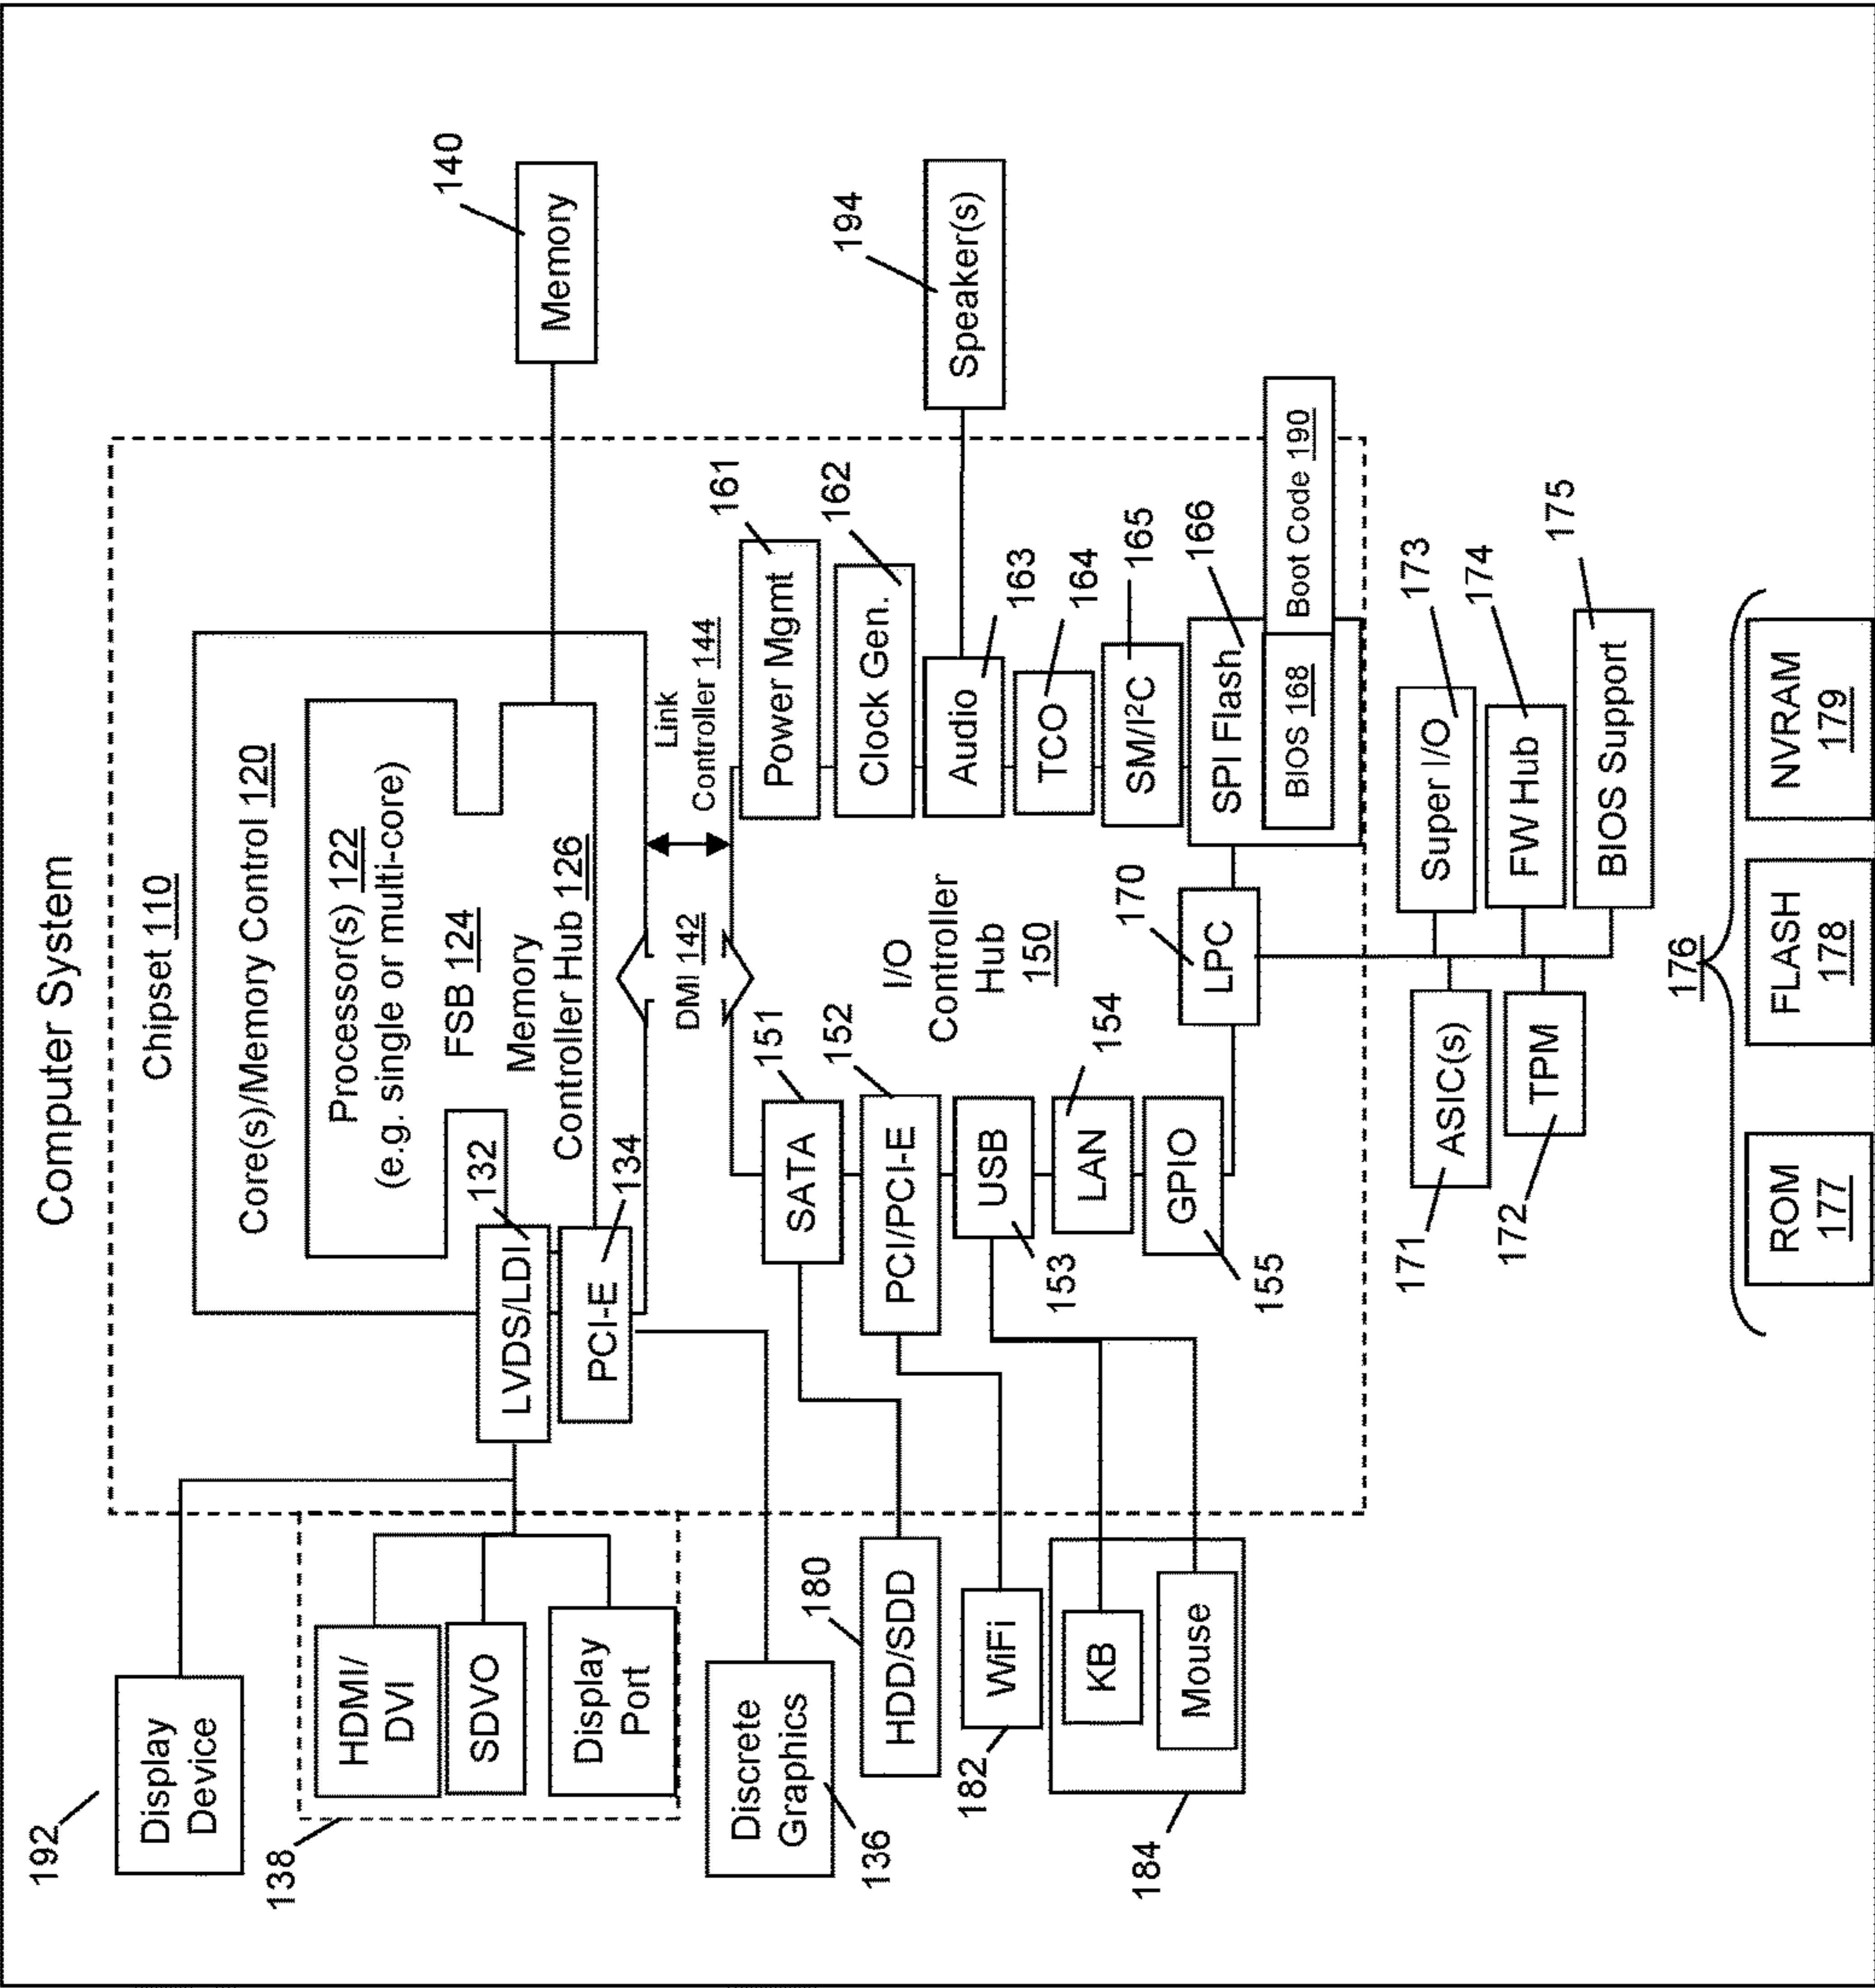 Computer System
Chipset 110
Core(s)/Memory Control 120
Processor(s) 122
(e.g. single or multi-core)
FSB 124
Memory
Controller Hub 126
132
LVDS/LDI
134
PCI-E
140
Memory
192
Display
Device
138
HDMI/
DVI
SDVO
Display
Port
Discrete
Graphics
136
DMI 142
Link
Controller 144
I/O
Controller
Hub
150
151
SATA
152
PCI/PCI-E
USB
153
154
LAN
GPIO
155
180
HDD/SDD
WiFi
182
KB
Mouse
184
161
Power Mgmt
162
Clock Gen.
194
Speaker(s)
Audio
163
TCO
164
SM/I²C
165
SPI Flash
166
BIOS 168
Boot Code 190
170
LPC
171
ASIC(s)
172
TPM
Super I/O
173
FW Hub
174
BIOS Support
175
176
ROM
177
FLASH
178
NVRAM
179